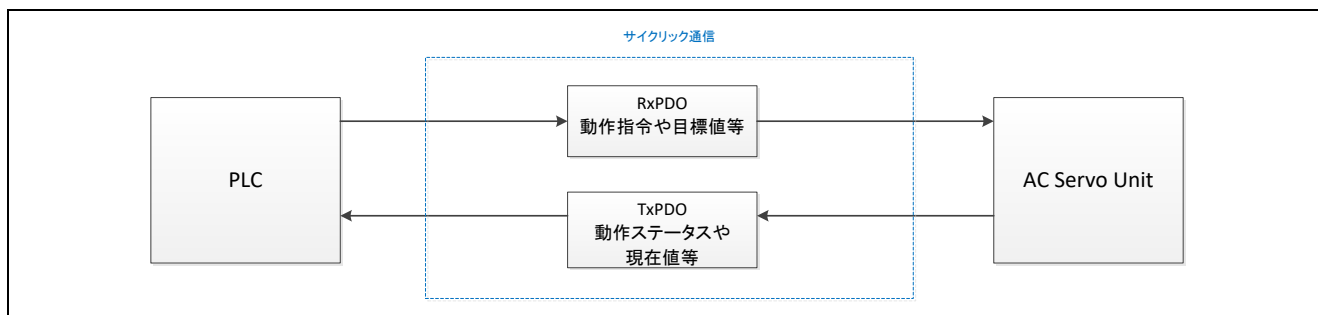 サイクリック通信
RxPDO
動作指令や目標値等
PLC
AC Servo Unit
TxPDO
動作ステータスや
現在値等